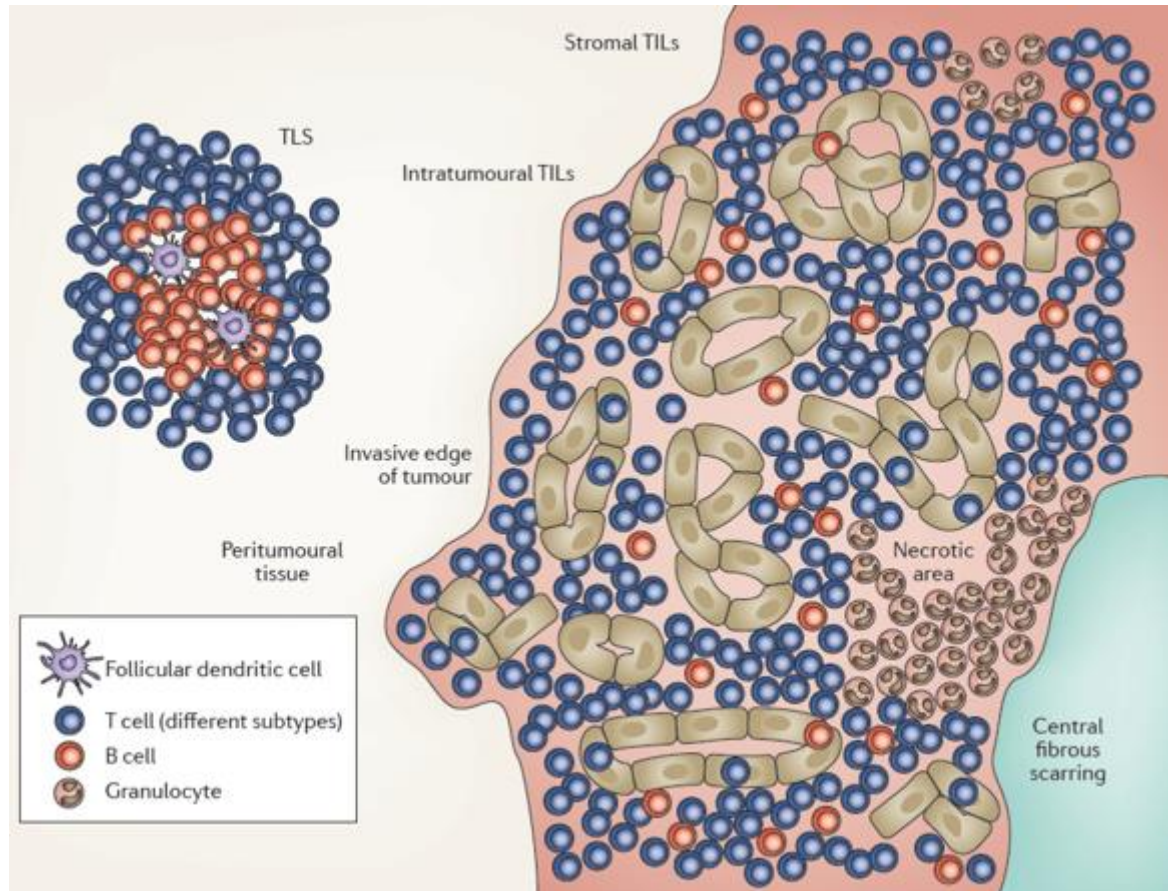 Stromal TILs
TLS
Intratumoural TILs
Invasive edge
of tumour
Peritumoural
tissue
Necrotic
area
Follicular dendritic cell
T cell (different subtypes)
B cell
Granulocyte
Central
fibrous
scarring